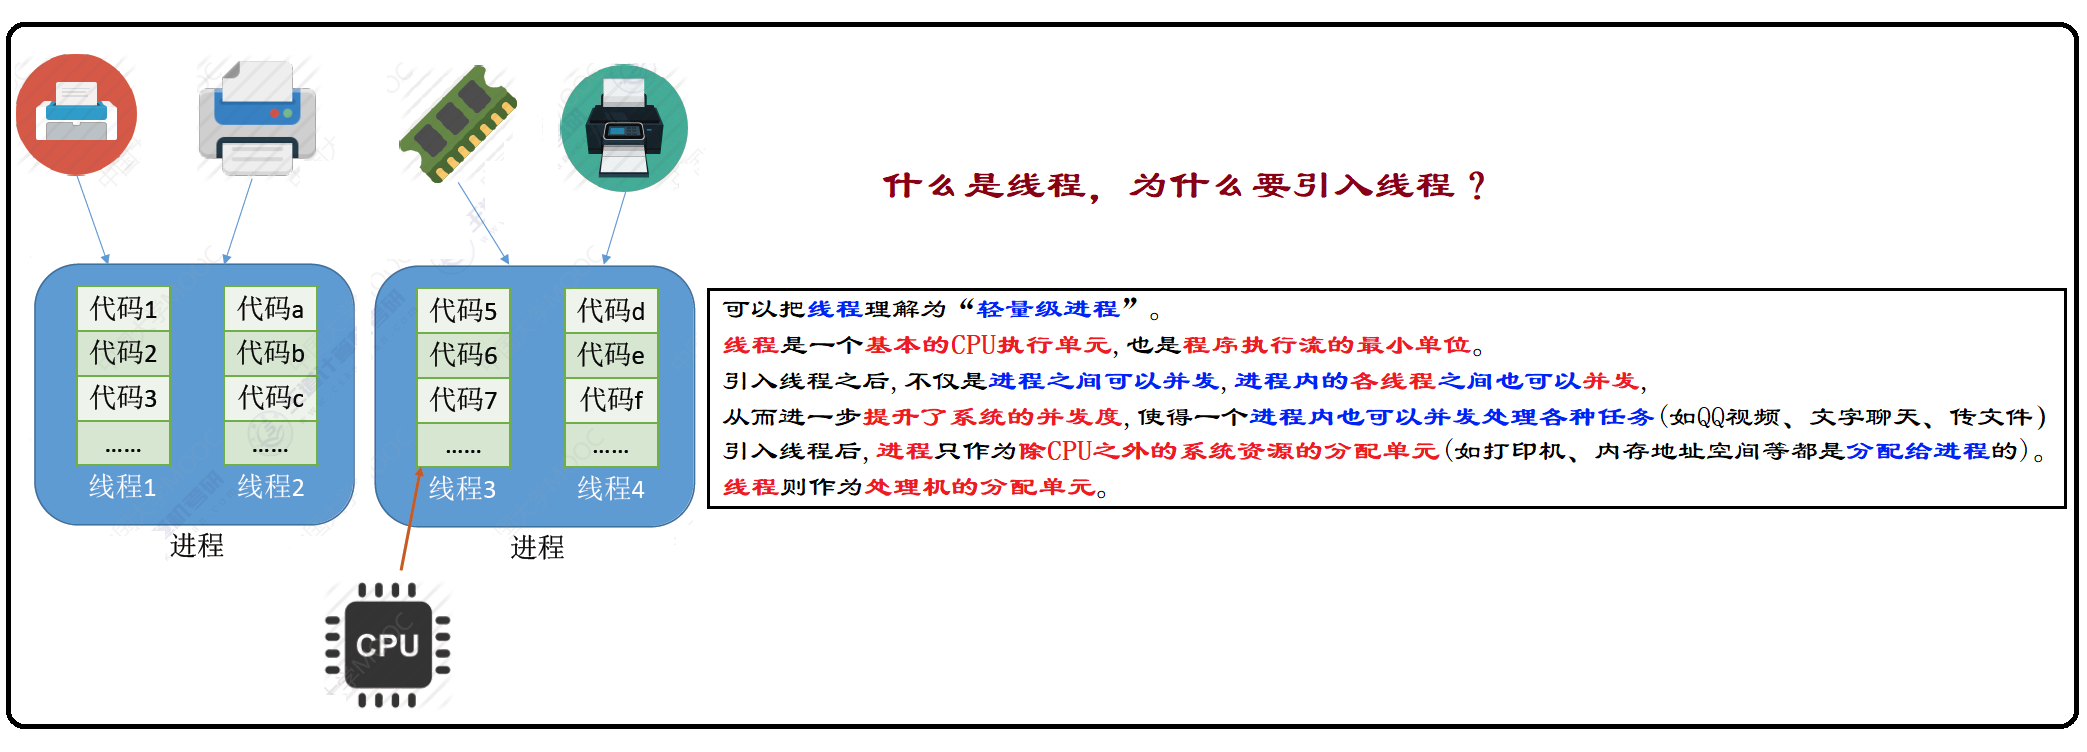 什么是线程，为什么要引入线程？
代码1
代码2
代码3
......
线程1
代码a
代码b
代码c
......
线程2
进程
代码5
代码6
代码7
......
线程3
代码d
代码e
代码f
......
线程4
进程
CPU
可以把线程理解为“轻量级进程”。
线程是一个基本的CPU执行单元,也是程序执行流的最小单位。
引入线程之后,不仅是进程之间可以并发,进程内的各线程之间也可以并发,
从而进一步提升了系统的并发度,使得一个进程内也可以并发处理各种任务(如QQ视频、文字聊天、传文件)
引入线程后,进程只作为除CPU之外的系统资源的分配单元(如打印机、内存地址空间等都是分配给进程的)。
线程则作为处理机的分配单元。